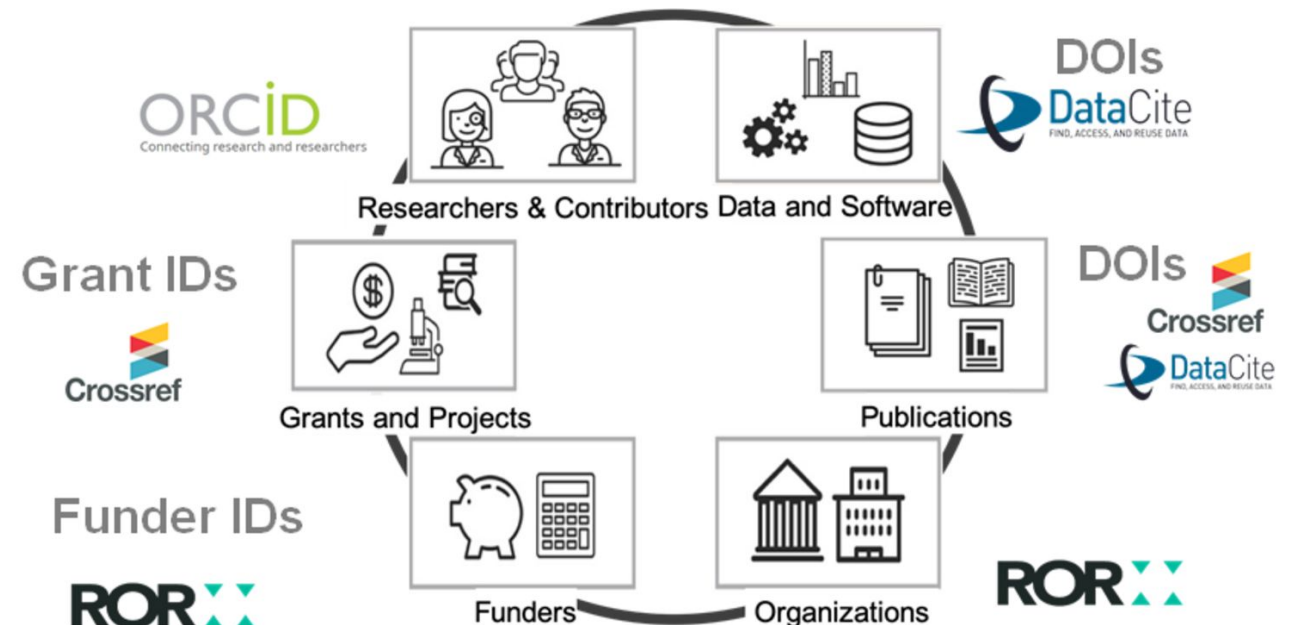 ORCiD
Connecting research and researchers
Researchers & Contributors
Data and Software
DOIs
DataCite
FIND, ACCESS, AND REUSE DATA
Grant IDs
Crossref
$
Grants and Projects
Publications
DOIs
Crossref
DataCite
FIND, ACCESS, AND REUSE DATA
Funder IDs
ROR
Funders
Organizations
ROR